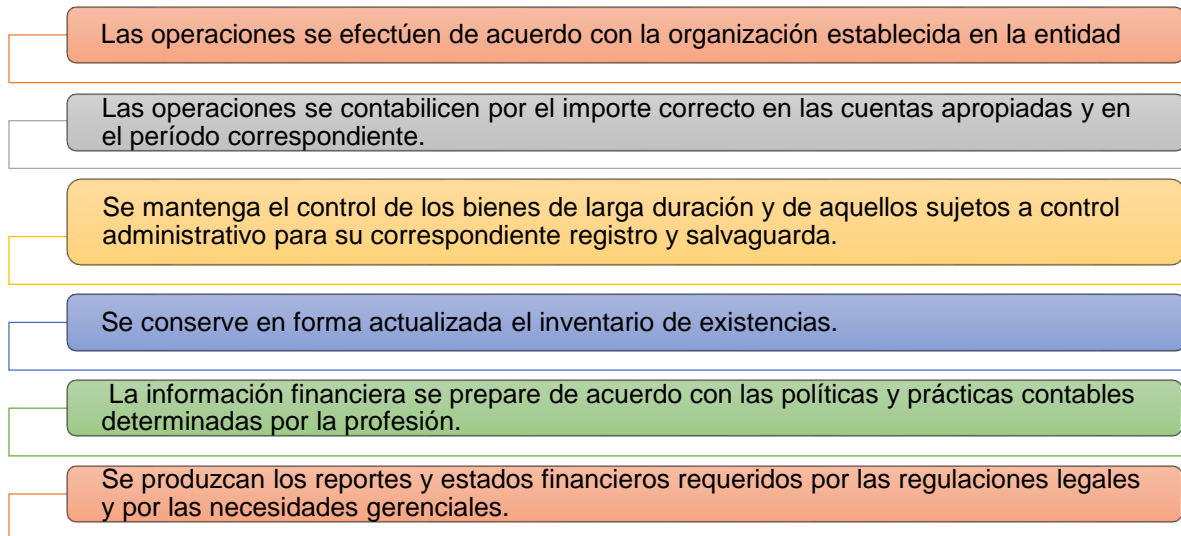 Las operaciones se efectúen de acuerdo con la organización establecida en la entidad
Las operaciones se contabilicen por el importe correcto en las cuentas apropiadas y en
el período correspondiente.
Se mantenga el control de los bienes de larga duración y de aquellos sujetos a control
administrativo para su correspondiente registro y salvaguarda.
Se conserve en forma actualizada el inventario de existencias.
La información financiera se prepare de acuerdo con las políticas y prácticas contables
determinadas por la profesión.
Se produzcan los reportes y estados financieros requeridos por las regulaciones legales
y por las necesidades gerenciales.